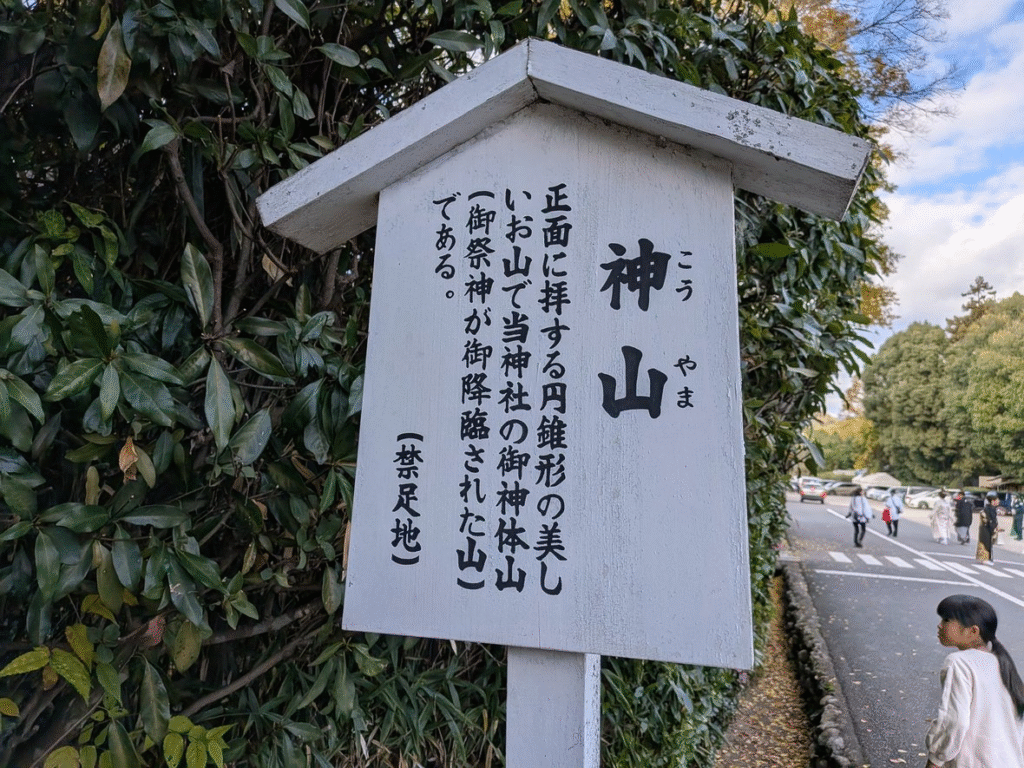 神山
こう やま
正面に拝する円錐形の美し
いお山で当神社の御神体山
(御祭神が御降臨された山)
である。
(禁足地)